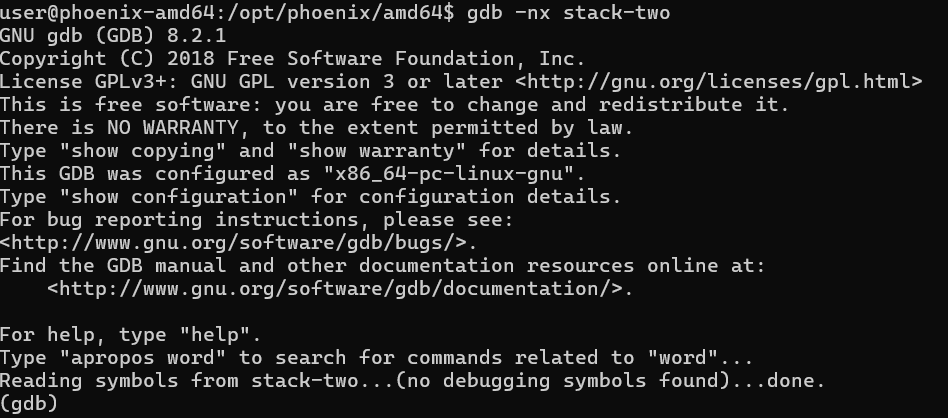 user@phoenix-amd64:/opt/phoenix/amd64$ gdb -nx stack-two
GNU gdb (GDB) 8.2.1
Copyright (C) 2018 Free Software Foundation, Inc.
License GPLv3+: GNU GPL version 3 or later <http://gnu.org/licenses/gpl.html>
This is free software: you are free to change and redistribute it.
There is NO WARRANTY, to the extent permitted by law.
Type "show copying" and "show warranty" for details.
This GDB was configured as "x86_64-pc-linux-gnu".
Type "show configuration" for configuration details.
For bug reporting instructions, please see:
<http://www.gnu.org/software/gdb/bugs/>.
Find the GDB manual and other documentation resources online at:
    <http://www.gnu.org/software/gdb/documentation/>.

For help, type "help".
Type "apropos word" to search for commands related to "word"...
Reading symbols from stack-two...(no debugging symbols found)...done.
(gdb)